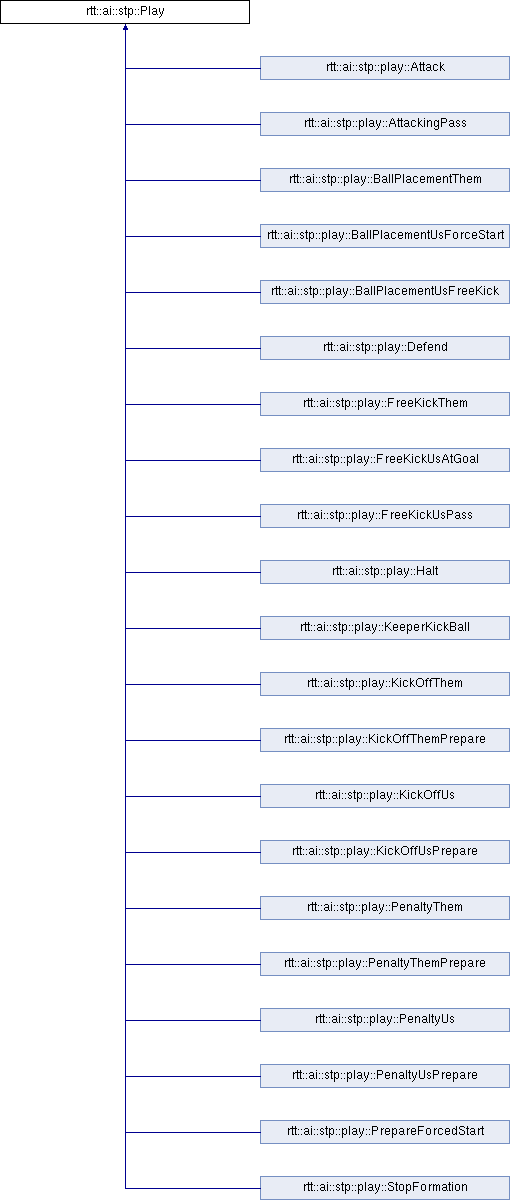 rtt::ai::stp::Play
rtt::ai::stp::play::Attack
rtt::ai::stp::play::AttackingPass
rtt::ai::stp::play::BallPlacementThem
rtt::ai::stp::play::BallPlacementUsForceStart
rtt::ai::stp::play::BallPlacementUsFreeKick
rtt::ai::stp::play::Defend
rtt::ai::stp::play::FreeKickThem
rtt::ai::stp::play::FreeKickUsAtGoal
rtt::ai::stp::play::FreeKickUsPass
rtt::ai::stp::play::Halt
rtt::ai::stp::play::KeeperKickBall
rtt::ai::stp::play::KickOffThem
rtt::ai::stp::play::KickOffThemPrepare
rtt::ai::stp::play::KickOffUs
rtt::ai::stp::play::KickOffUsPrepare
rtt::ai::stp::play::PenaltyThem
rtt::ai::stp::play::PenaltyThemPrepare
rtt::ai::stp::play::PenaltyUs
rtt::ai::stp::play::PenaltyUsPrepare
rtt::ai::stp::play::PrepareForcedStart
rtt::ai::stp::play::StopFormation